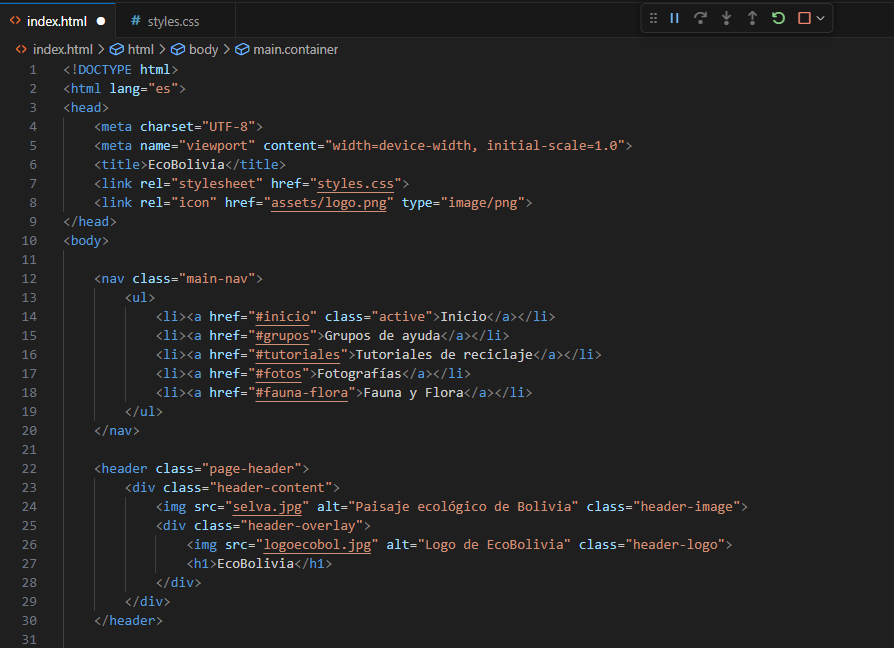 index.html
styles.css
index.html > html > body > main.container
1 <!DOCTYPE html>
2 <html lang="es">
3 <head>
4     <meta charset="UTF-8">
5     <meta name="viewport" content="width=device-width, initial-scale=1.0">
6     <title>EcoBolivia</title>
7     <link rel="stylesheet" href="styles.css">
8     <link rel="icon" href="assets/logo.png" type="image/png">
9 </head>
10 <body>
11
12     <nav class="main-nav">
13         <ul>
14             <li><a href="#inicio" class="active">Inicio</a></li>
15             <li><a href="#grupos">Grupos de ayuda</a></li>
16             <li><a href="#tutoriales">Tutoriales de reciclaje</a></li>
17             <li><a href="#fotos">Fotografías</a></li>
18             <li><a href="#fauna-flora">Fauna y Flora</a></li>
19         </ul>
20     </nav>
21
22     <header class="page-header">
23         <div class="header-content">
24             <img src="selva.jpg" alt="Paisaje ecológico de Bolivia" class="header-image">
25             <div class="header-overlay">
26                 <img src="logoecobol.jpg" alt="Logo de EcoBolivia" class="header-logo">
27                 <h1>EcoBolivia</h1>
28             </div>
29         </div>
30     </header>
31